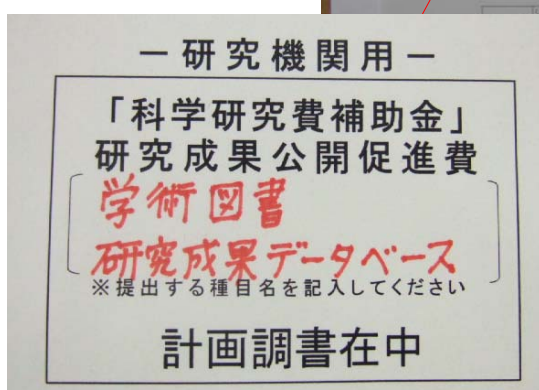 －研究機関用－
「科学研究費補助金」
研究成果公開促進費
学術図書
研究成果データベース
※提出する種目名を記入してください
計画調書在中